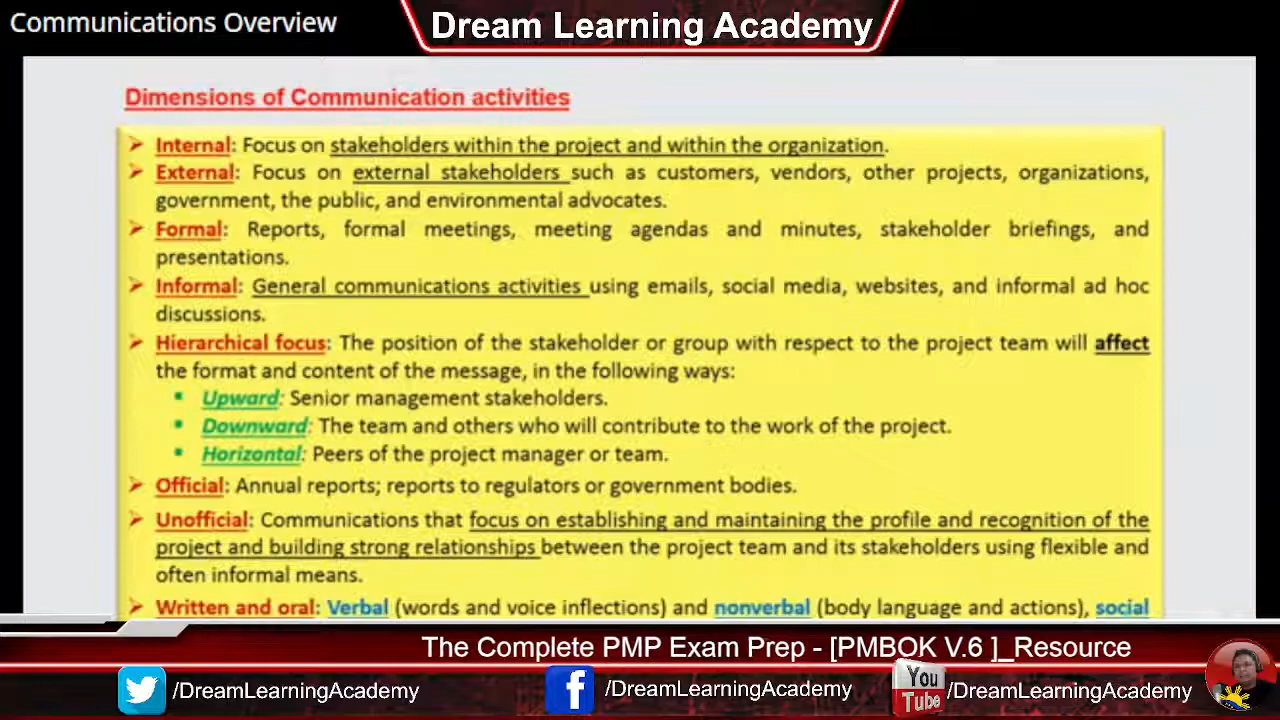 Communications Overview
Dream Learning Academy
Dimensions of Communication activities
➢ Internal: Focus on stakeholders within the project and within the organization.
➢ External: Focus on external stakeholders such as customers, vendors, other projects, organizations,
government, the public, and environmental advocates.
➢ Formal: Reports, formal meetings, meeting agendas and minutes, stakeholder briefings, and
presentations.
➢ Informal: General communications activities using emails, social media, websites, and informal ad hoc
discussions.
➢ Hierarchical focus: The position of the stakeholder or group with respect to the project team will affect
the format and content of the message, in the following ways:
▪ Upward: Senior management stakeholders.
▪ Downward: The team and others who will contribute to the work of the project.
▪ Horizontal: Peers of the project manager or team.
➢ Official: Annual reports; reports to regulators or government bodies.
➢ Unofficial: Communications that focus on establishing and maintaining the profile and recognition of the
project and building strong relationships between the project team and its stakeholders using flexible and
often informal means.
➢ Written and oral: Verbal (words and voice inflections) and nonverbal (body language and actions), social
The Complete PMP Exam Prep - [PMBOK V.6 ]_Resource
/DreamLearningAcademy
/DreamLearningAcademy
You Tube /DreamLearningAcademy